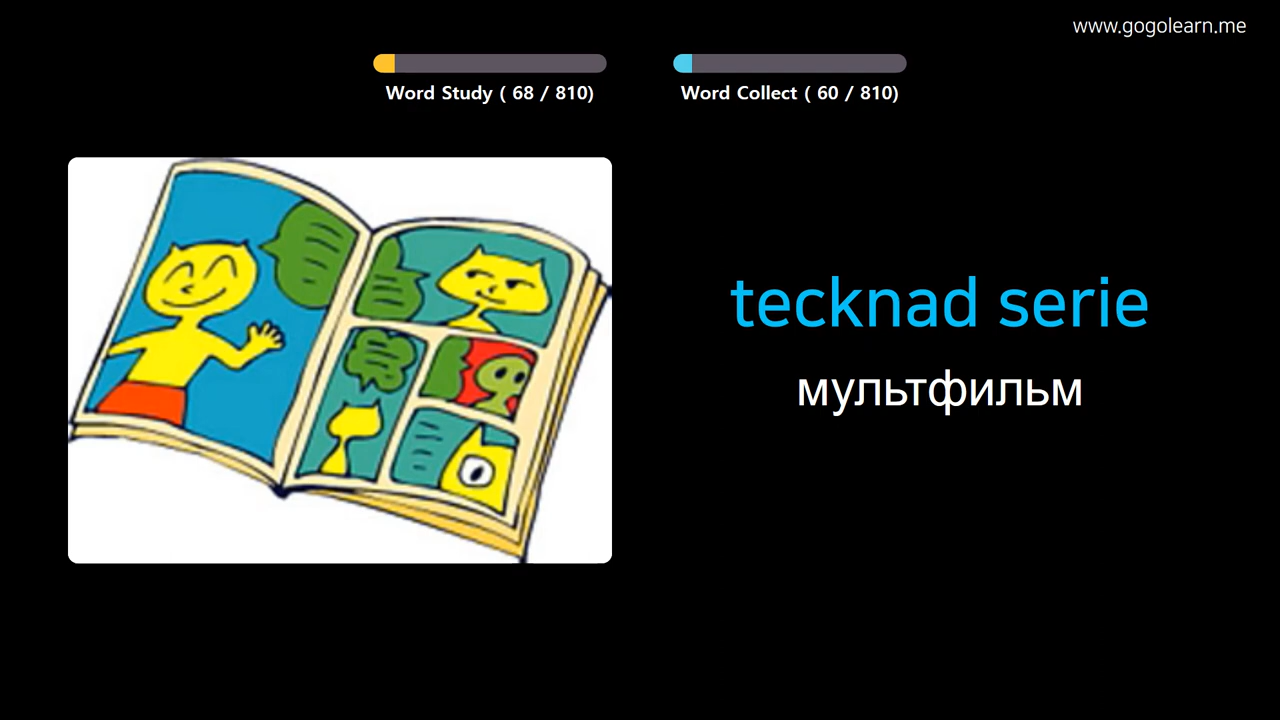 www.gogolearn.me
Word Study ( 68 / 810)
Word Collect ( 60 / 810)
tecknad serie
мультфильм